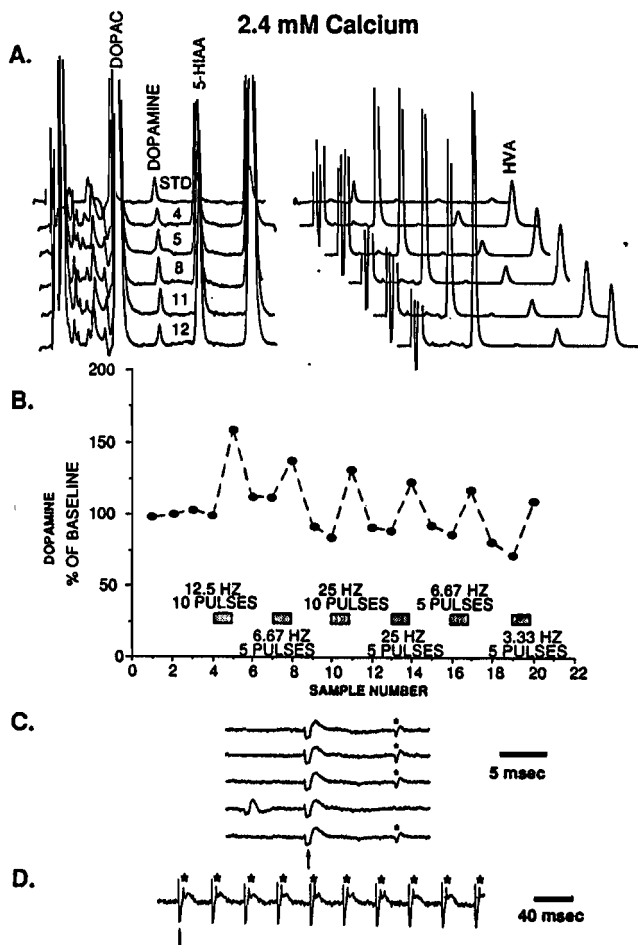 2.4 mM Calcium
A.
DOPAC
DOPAMINE
5-HIAA
HVA
STD
4
5
8
11
12
B.
200
150
100
50
0
DOPAMINE
% OF BASELINE
12.5 HZ
10 PULSES
25 HZ
10 PULSES
6.67 HZ
5 PULSES
6.67 HZ
5 PULSES
25 HZ
5 PULSES
3.33 HZ
5 PULSES
0 2 4 6 8 10 12 14 16 18 20 22
SAMPLE NUMBER
C.
*
*
*
*
5 msec
D.
* * * * * * * * * *
40 msec